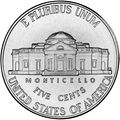 E PLURIBUS UNUM
MONTICELLO
FIVE CENTS
UNITED STATES OF AMERICA